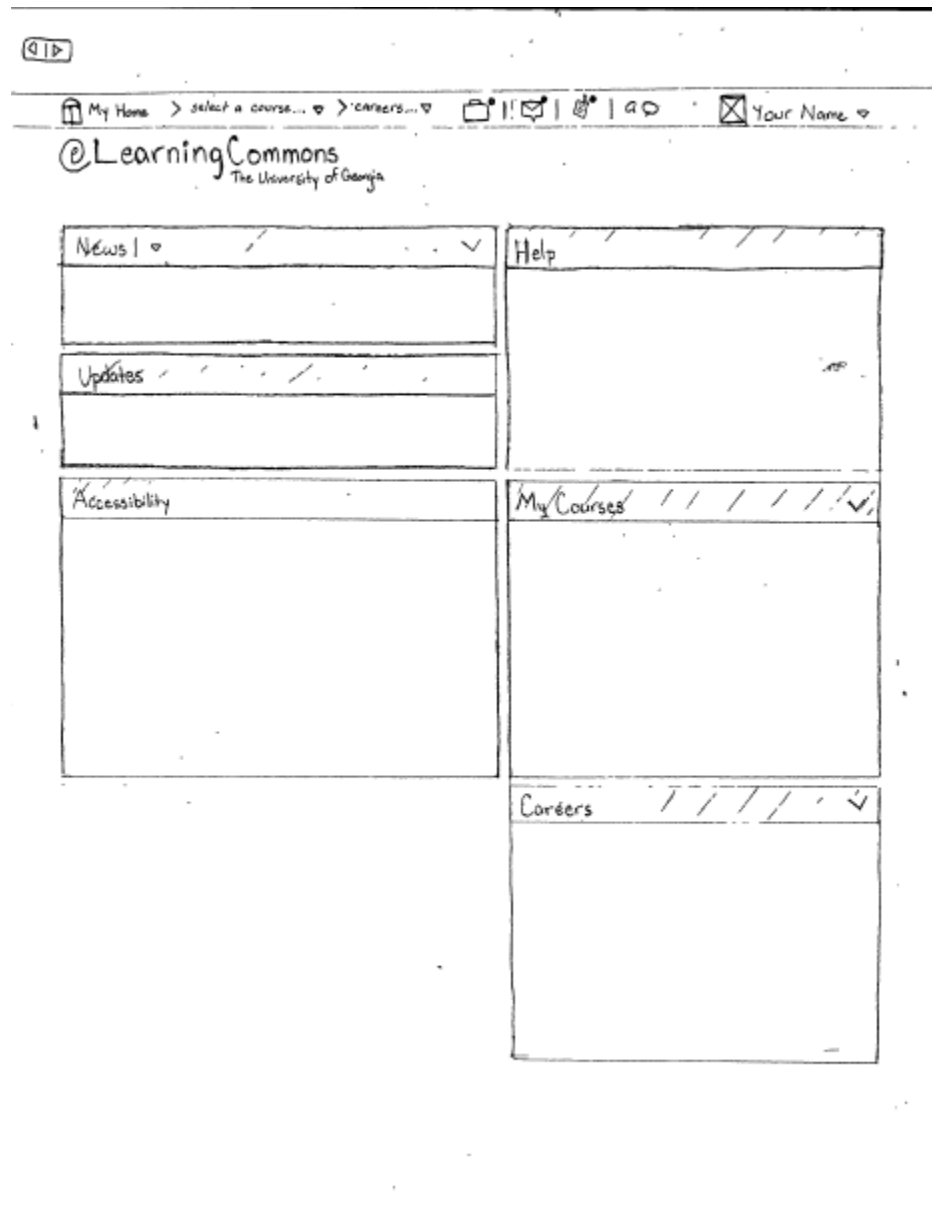 My Home > select a course... > careers... Your Name
@LearningCommons
The University of Georgia
News |
Help
Updates
Accessibility
My Courses
Careers